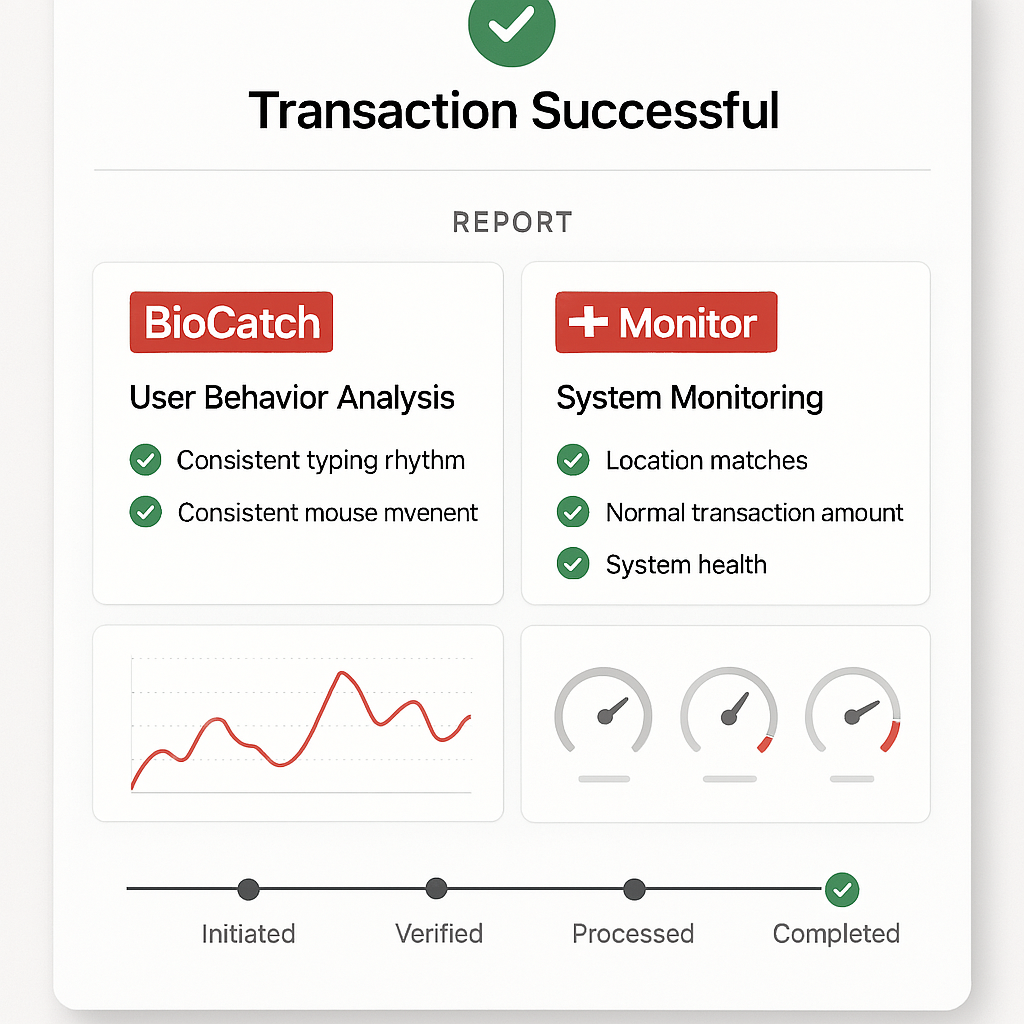 Transaction Successful
REPORT
BioCatch
User Behavior Analysis
Consistent typing rhythm
Consistent mouse mvenent
+ Monitor
System Monitoring
Location matches
Normal transaction amount
System health
Initiated
Verified
Processed
Completed